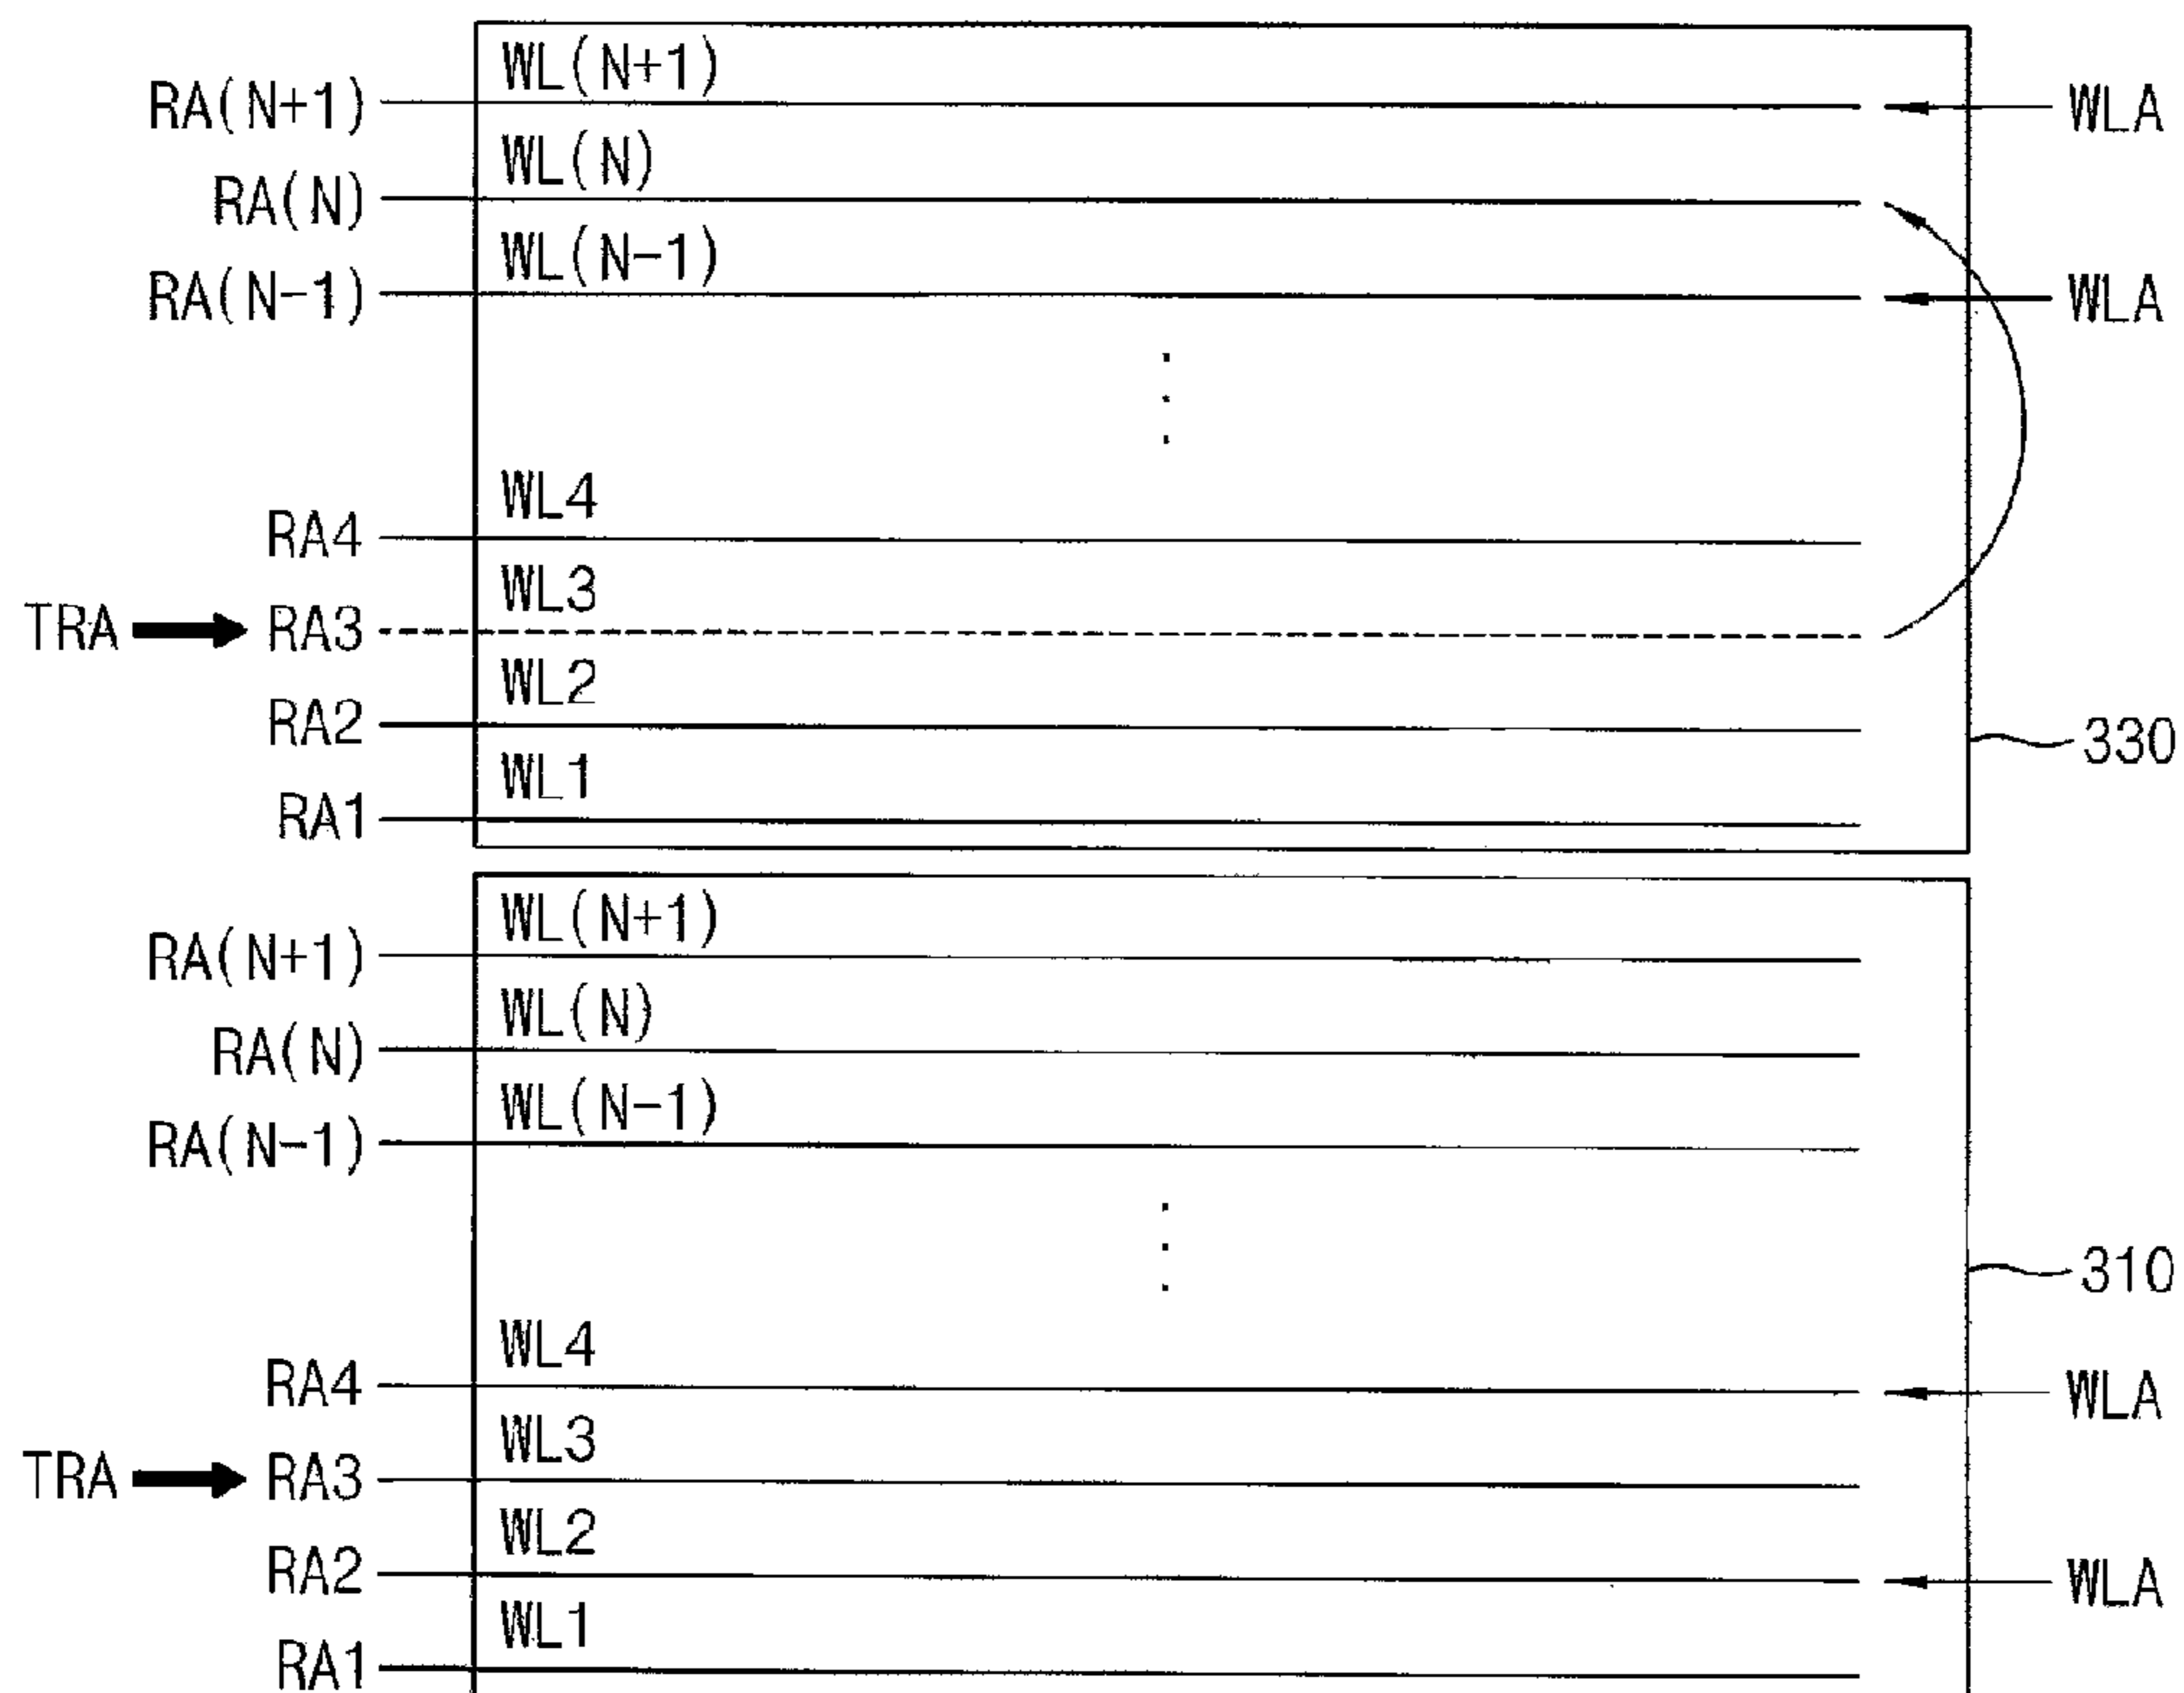 WL(N+1)
RA(N+1) WLA
WL(N)
RA(N)
WL(N-1)
RA(N-1) WLA
WL4
RA4
WL3
TRA RA3
WL2
RA2 330
WL1
RA1
WL(N+1)
RA(N+1)
WL(N)
RA(N)
WL(N-1)
RA(N-1)
310
WL4
RA4 WLA
WL3
TRA RA3
WL2
RA2 WLA
WL1
RA1